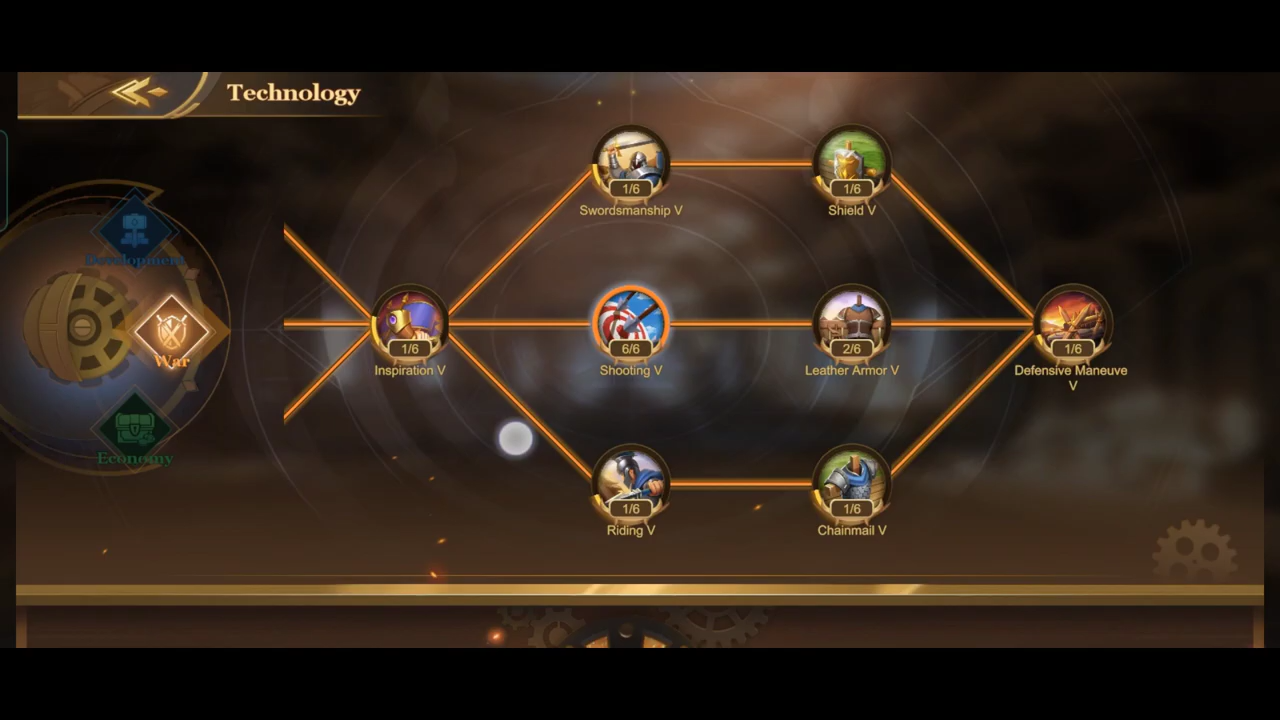 Technology
1/6
Swordsmanship V
1/6
Shield V
Development
War
Economy
1/6
Inspiration V
6/6
Shooting V
2/6
Leather Armor V
1/6
Defensive Maneuve
V
1/6
Riding V
1/6
Chainmail V